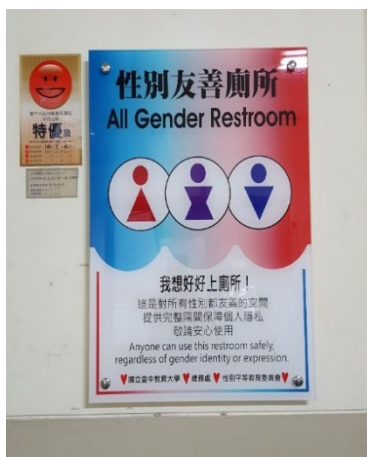 特優級
性別友善廁所
All Gender Restroom
我想好好上廁所！
這是對所有性別都友善的空間
提供完整隔間保障個人隱私
敬請安心使用
Anyone can use this restroom safely,
regardless of gender identity or expression.
國立臺中教育大學 總務處 性別平等教育委員會